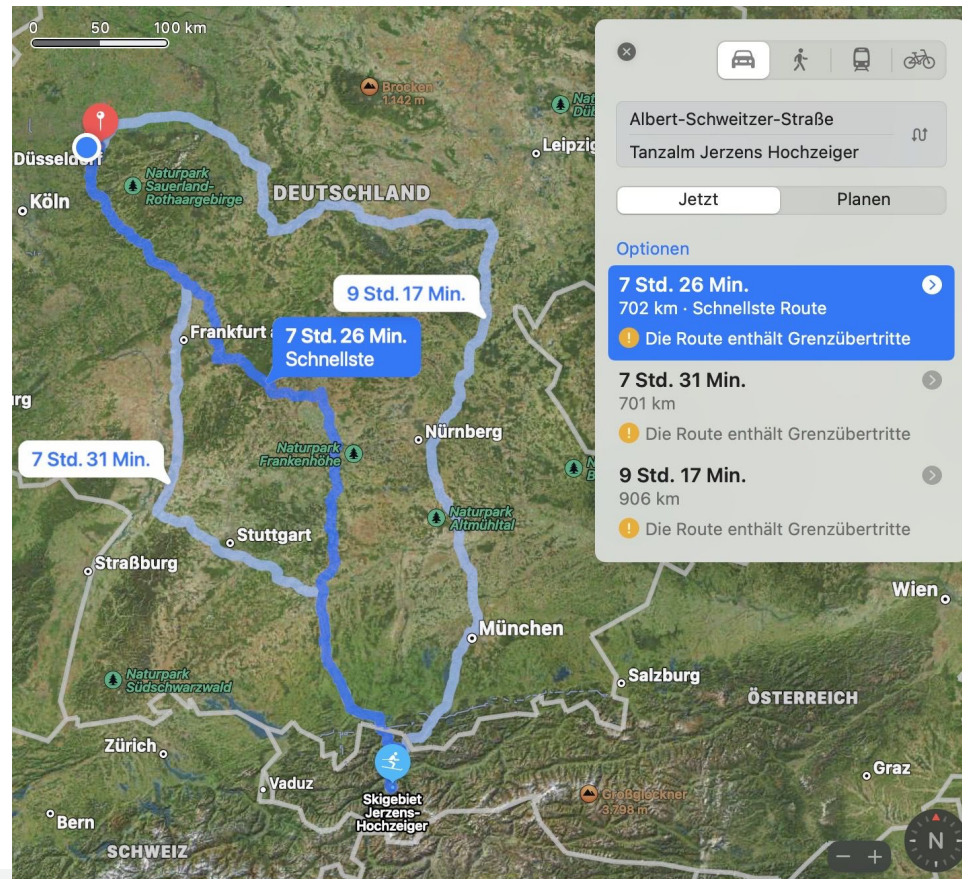 0 50 100 km
Brocken
1.142 m
Düsseldorf
Köln
Naturpark
Sauerland-
Rothaargebirge
DEUTSCHLAND
Leipzig
9 Std. 17 Min.
Frankfurt a
7 Std. 26 Min.
Schnellste
7 Std. 31 Min.
Naturpark
Frankenhöhe
Nürnberg
Naturpark
Altmühltal
Stuttgart
Straßburg
München
Wien
Salzburg
Naturpark
Südschwarzwald
ÖSTERREICH
Zürich
Vaduz
Graz
Skigebiet
Jerzens-
Hochzeiger
Großglockner
3.798 m
Bern
SCHWEIZ
N
− +
Albert-Schweitzer-Straße
Tanzalm Jerzens Hochzeiger
Jetzt Planen
Optionen
7 Std. 26 Min.
702 km · Schnellste Route
Die Route enthält Grenzübertritte
7 Std. 31 Min.
701 km
Die Route enthält Grenzübertritte
9 Std. 17 Min.
906 km
Die Route enthält Grenzübertritte